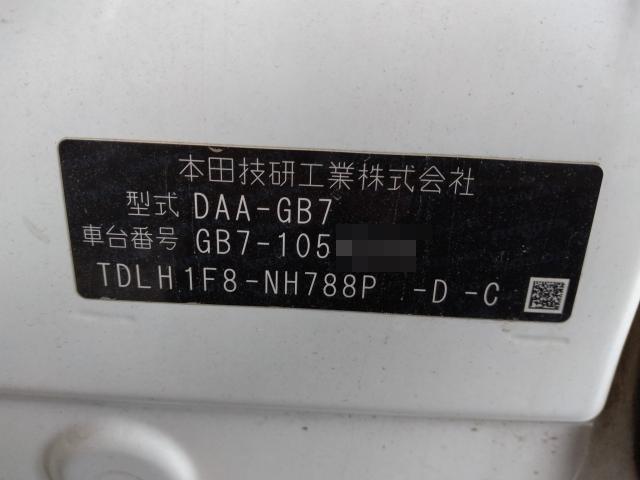 本田技研工業株式会社
型式 DAA-GB7
車台番号 GB7-105
TDLH1F8-NH788P -D -C